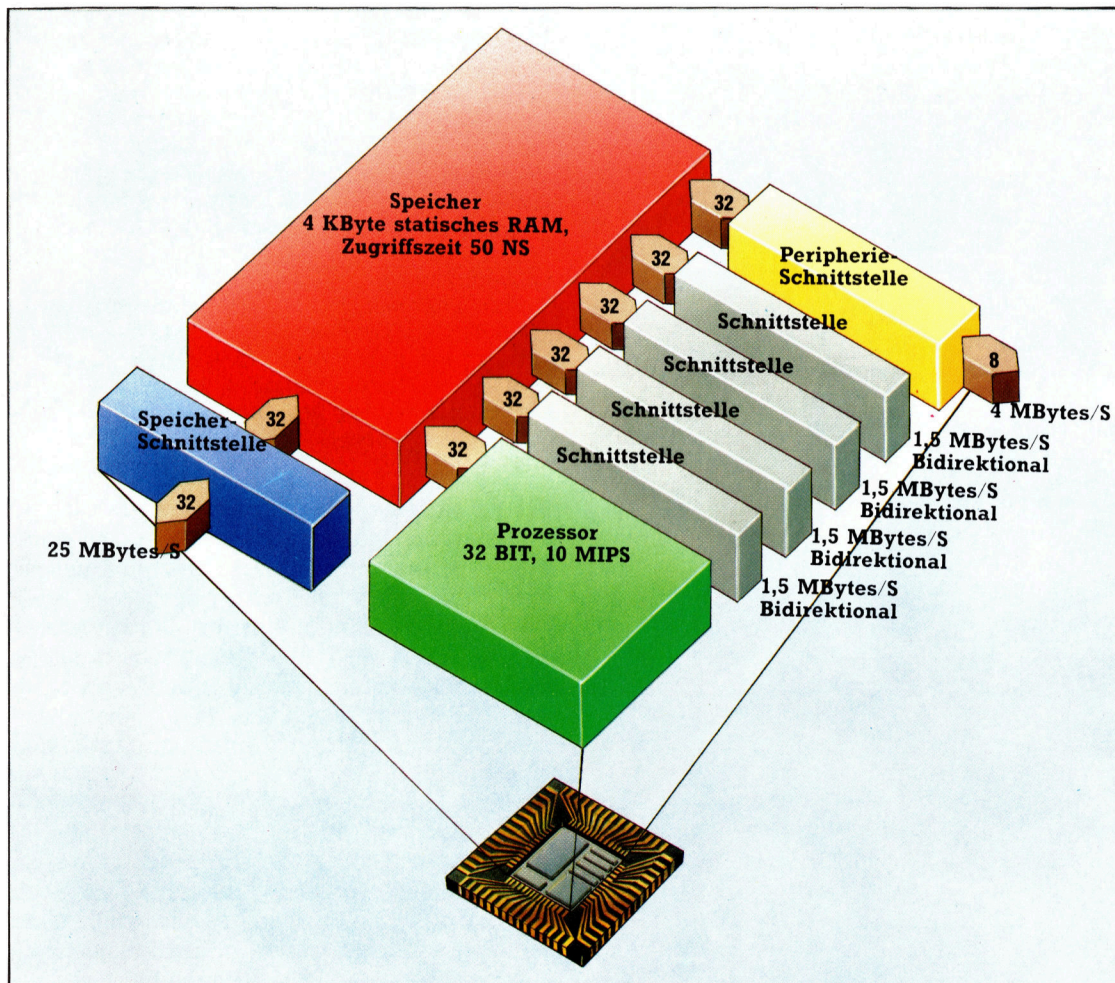 Speicher
4 KByte statisches RAM,
Zugriffszeit 50 NS
32
Peripherie-
Schnittstelle
8
4 MBytes/S
32
Schnittstelle
1,5 MBytes/S
Bidirektional
32
Schnittstelle
1,5 MBytes/S
Bidirektional
32
Schnittstelle
1,5 MBytes/S
Bidirektional
32
Schnittstelle
1,5 MBytes/S
Bidirektional
32
Speicher-
Schnittstelle
32
25 MBytes/S
32
Prozessor
32 BIT, 10 MIPS